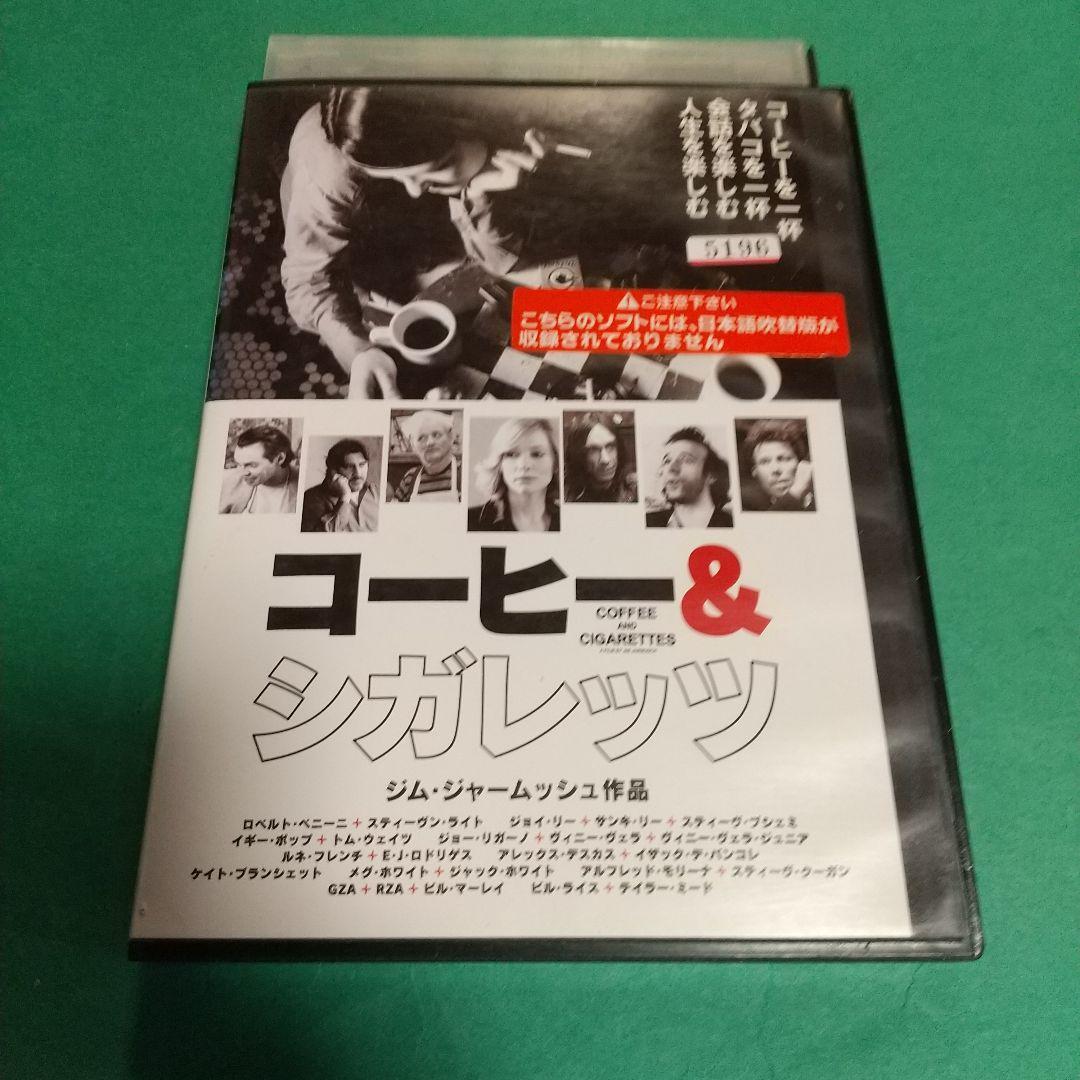 コーヒーを一杯
タバコを一杯
会話を楽しむ
人生を楽しむ
5196
ご注意下さい
こちらのソフトには、日本語吹替版が
収録されておりません
コーヒー&
COFFEE
AND
CIGARETTES
シガレッツ
ジム・ジャームッシュ作品
ロベルト・ベニーニ+スティーヴン・ライト ジョイ・リー+サンキ・リー+スティーヴ・ブシェミ
イギー・ポップ+トム・ウェイツ ジョー・リガーノ+ヴィニー・ヴェラ+ヴィニー・ヴェラ・ジュニア
ルネ・フレンチ+E・J・ロドリゲス アレックス・デスカス+イザック・デ・バンコレ
ケイト・ブランシェット メグ・ホワイト+ジャック・ホワイト アルフレッド・モリーナ+スティーヴ・クーガン
GZA+RZA+ビル・マーレイ ビル・ライス+テイラー・ミード